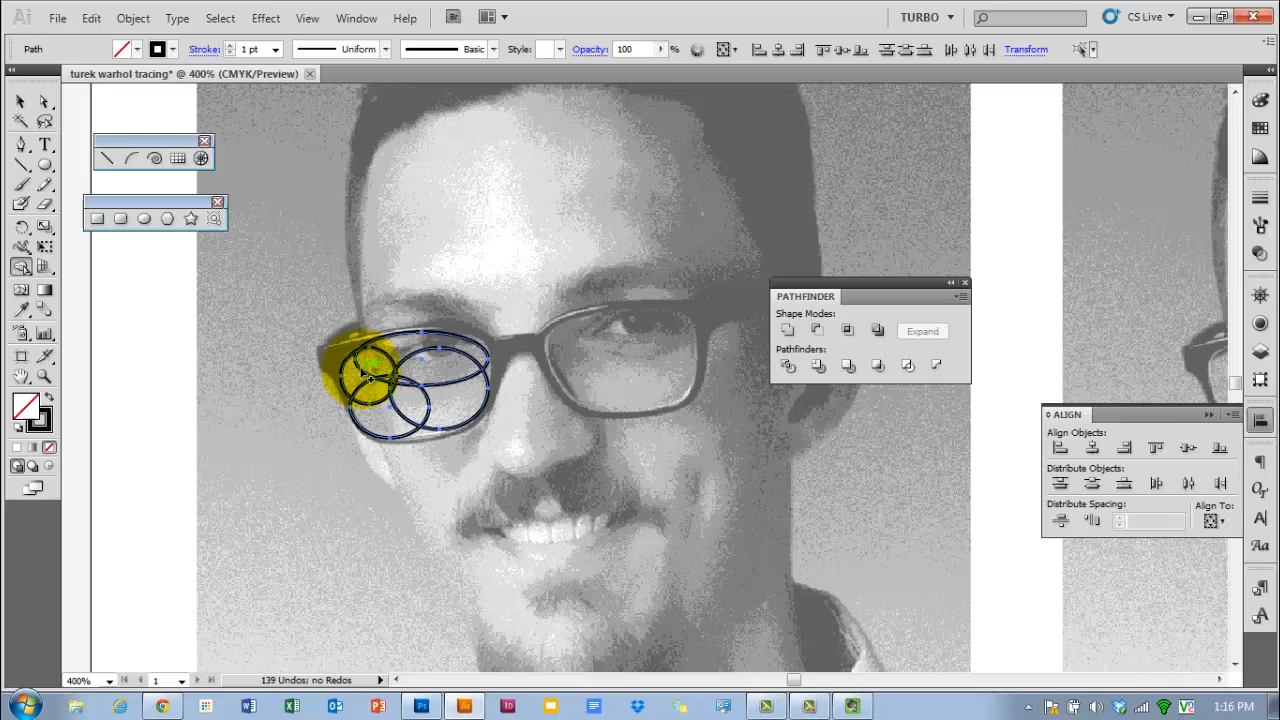 Ai File Edit Object Type Select Effect View Window Help Br TURBO CS Live
Path Stroke: 1 pt Uniform Basic Style: Opacity: 100 % Transform
turek warhol tracing* @ 400% (CMYK/Preview)
PATHFINDER
Shape Modes:
Expand
Pathfinders:
ALIGN
Align Objects:
Distribute Objects:
Distribute Spacing: Align To:
400% 1 139 Undos: no Redos
1:16 PM